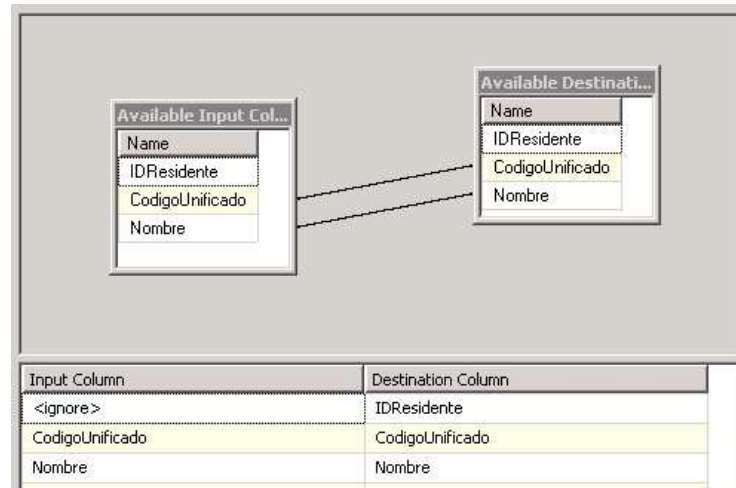 Available Input Col...
Name
IDResidente
CodigoUnificado
Nombre
Available Destinati...
Name
IDResidente
CodigoUnificado
Nombre
Input Column Destination Column
<ignore> IDResidente
CodigoUnificado CodigoUnificado
Nombre Nombre